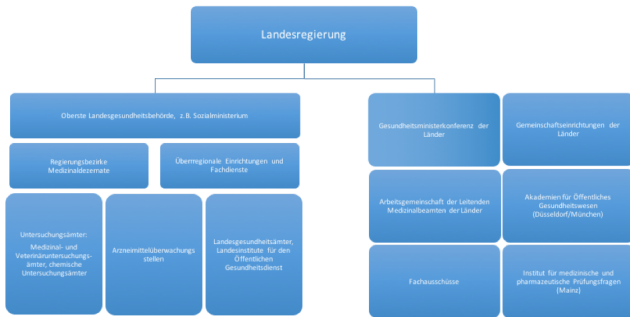 Landesregierung
Oberste Landesgesundheitsbehörde, z.B. Sozialministerium
Regierungsbezirke
Medizinaldezernate
Überregionale Einrichtungen und
Fachdienste
Untersuchungsämter:
Medizinal- und
Veterinäruntersuchungs-
ämter, chemische
Untersuchungsämter
Arzneimittelüberwachungs
stellen
Landesgesundheitsämter,
Landesinstitute für den
Öffentlichen
Gesundheitsdienst
Gesundheitsministerkonferenz der
Länder
Gemeinschaftseinrichtungen der
Länder
Arbeitsgemeinschaft der Leitenden
Medizinalbeamten der Länder
Akademien für Öffentliches
Gesundheitswesen
(Düsseldorf/München)
Fachausschüsse
Institut für medizinische und
pharmazeutische Prüfungsfragen
(Mainz)